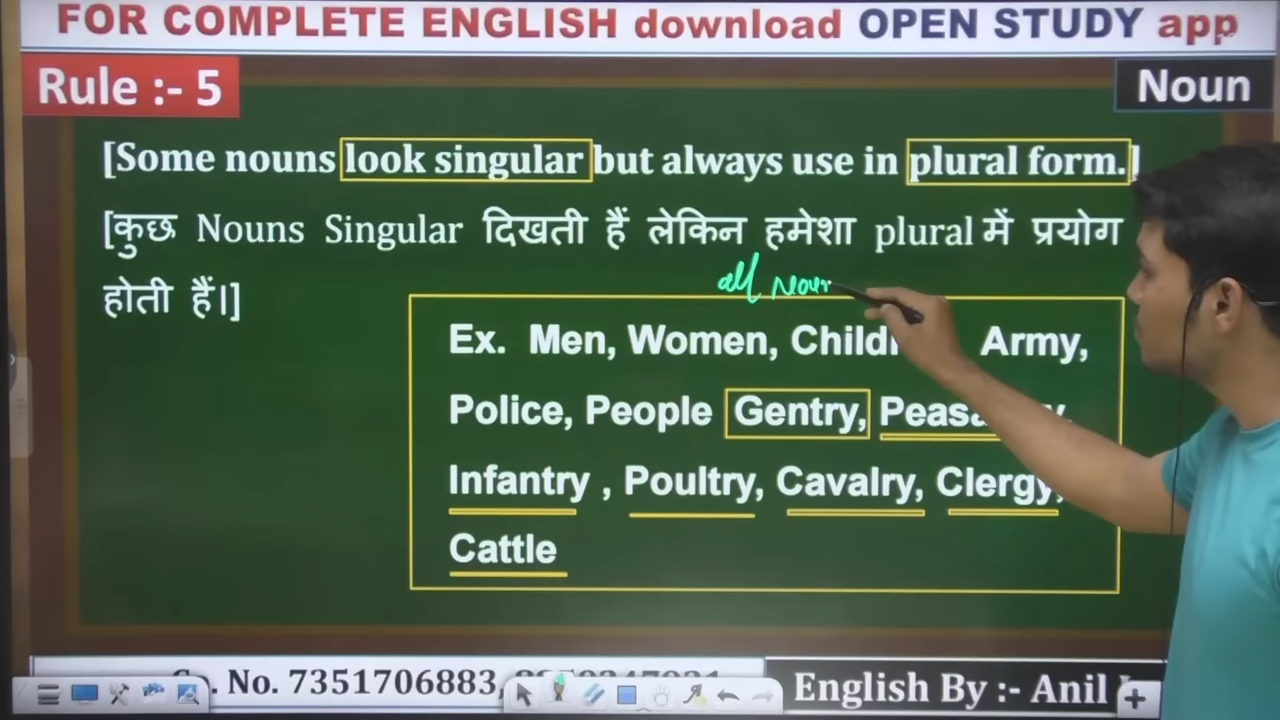 FOR COMPLETE ENGLISH download OPEN STUDY app
Rule :- 5
Noun
[Some nouns look singular but always use in plural form.]
[कुछ Nouns Singular दिखती हैं लेकिन हमेशा plural में प्रयोग
होती हैं।]
all Noun
Ex. Men, Women, Army,
Police, People Gentry,
Infantry , Poultry, Cavalry, Clergy,
Cattle
No. 7351706883,
English By :- Anil